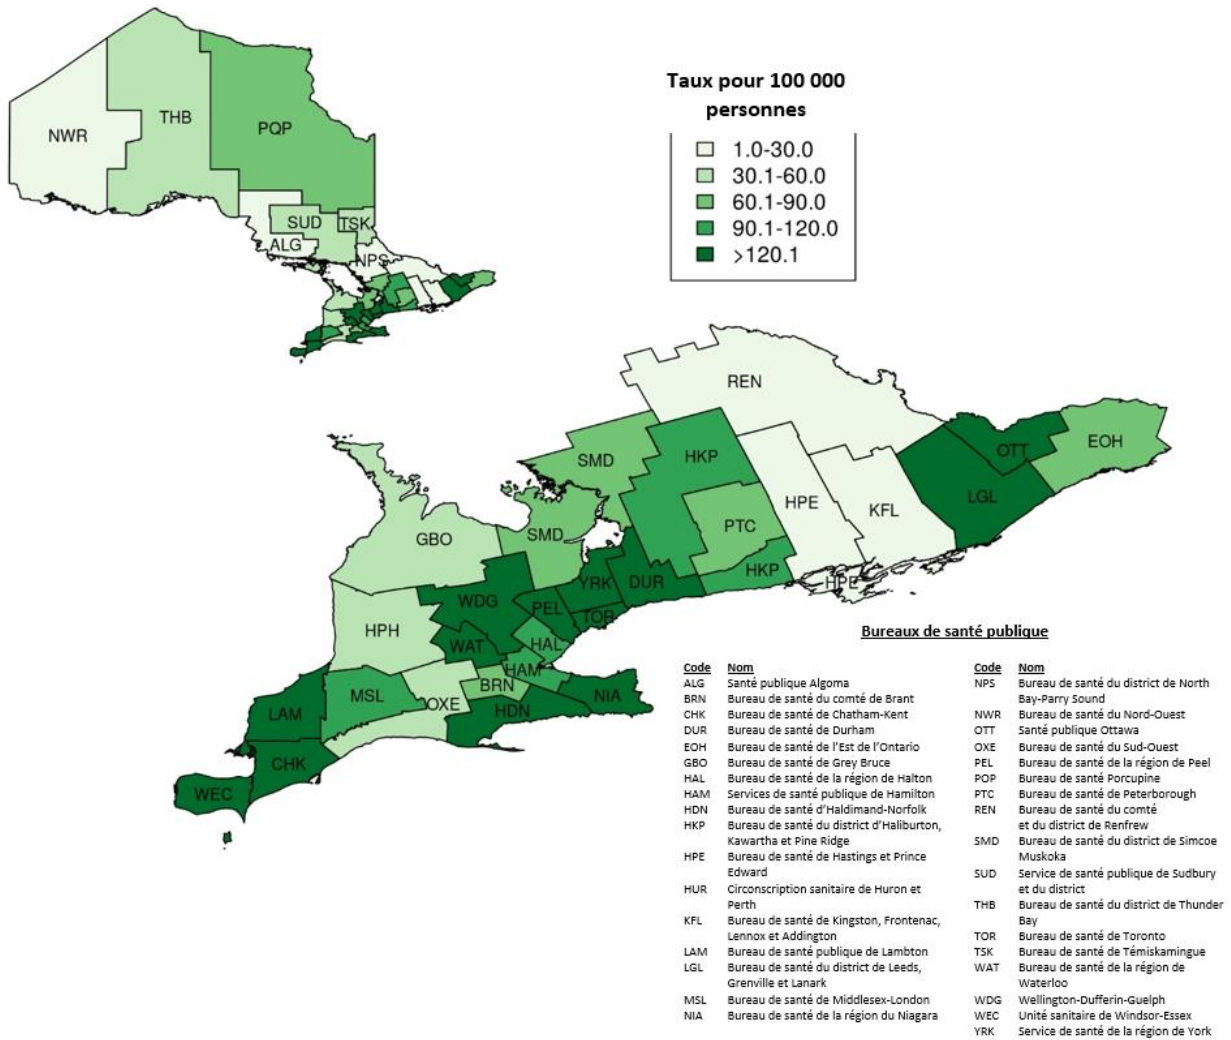 Taux pour 100 000
personnes
1.0-30.0
30.1-60.0
60.1-90.0
90.1-120.0
>120.1
NWR
THB
PQP
SUD
TSK
ALG
NPS
REN
SMD
HKP
OTT
EOH
HPE
KFL
LGL
GBO
SMD
PTC
YRK
DUR
HKP
HPE
WDG
PEL
TOR
HPH
WAT
HAL
HAM
MSL
OXE
BRN
NIA
LAM
HDN
CHK
WEC
Bureaux de santé publique
Code Nom
ALG Santé publique Algoma
BRN Bureau de santé du comté de Brant
CHK Bureau de santé de Chatham-Kent
DUR Bureau de santé de Durham
EOH Bureau de santé de l'Est de l'Ontario
GBO Bureau de santé de Grey Bruce
HAL Bureau de santé de la région de Halton
HAM Services de santé publique de Hamilton
HDN Bureau de santé d'Haldimand-Norfolk
HKP Bureau de santé du district d'Haliburton,
Kawartha et Pine Ridge
HPE Bureau de santé de Hastings et Prince
Edward
HUR Circonscription sanitaire de Huron et
Perth
KFL Bureau de santé de Kingston, Frontenac,
Lennox et Addington
LAM Bureau de santé publique de Lambton
LGL Bureau de santé du district de Leeds,
Grenville et Lanark
MSL Bureau de santé de Middlesex-London
NIA Bureau de santé de la région du Niagara
Code Nom
NPS Bureau de santé du district de North
Bay-Parry Sound
NWR Bureau de santé du Nord-Ouest
OTT Santé publique Ottawa
OXE Bureau de santé du Sud-Ouest
PEL Bureau de santé de la région de Peel
PQP Bureau de santé Porcupine
PTC Bureau de santé de Peterborough
REN Bureau de santé du comté
et du district de Renfrew
SMD Bureau de santé du district de Simcoe
Muskoka
SUD Service de santé publique de Sudbury
et du district
THB Bureau de santé du district de Thunder
Bay
TOR Bureau de santé de Toronto
TSK Bureau de santé de Témiskamingue
WAT Bureau de santé de la région de
Waterloo
WDG Wellington-Dufferin-Guelph
WEC Unité sanitaire de Windsor-Essex
YRK Service de santé de la région de York